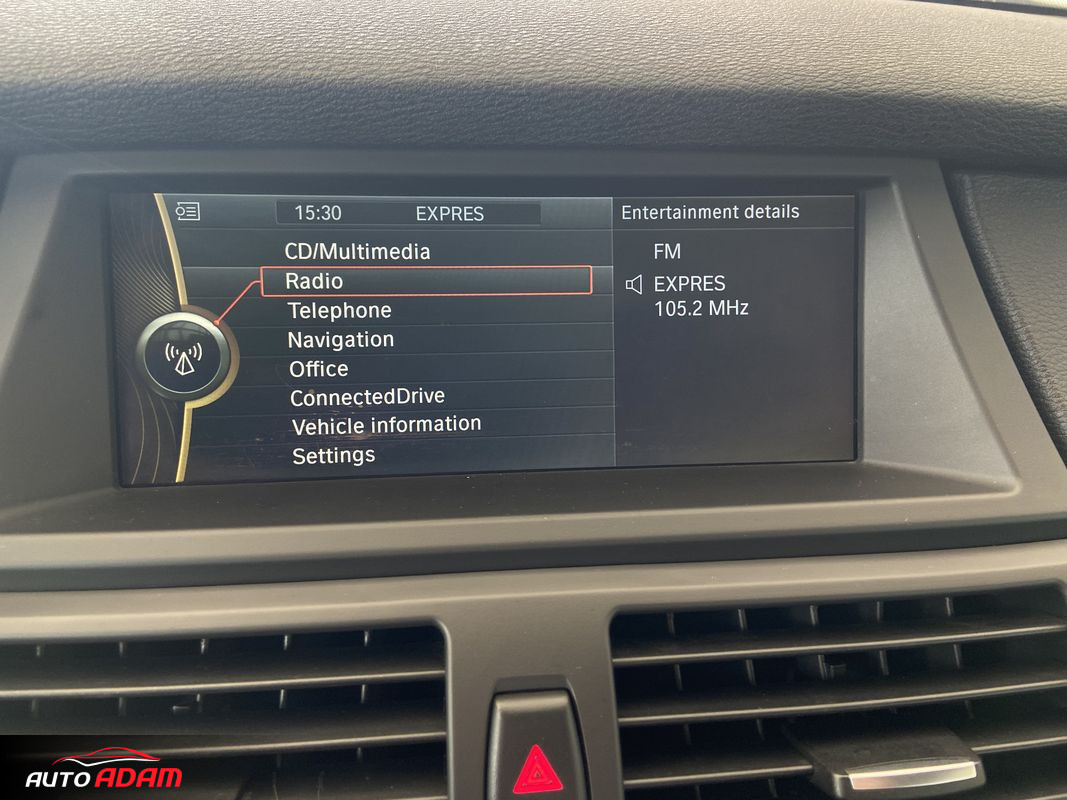 15:30 EXPRES
Entertainment details
CD/Multimedia
Radio
Telephone
Navigation
Office
ConnectedDrive
Vehicle information
Settings
FM
EXPRES
105.2 MHz
AUTO ADAM